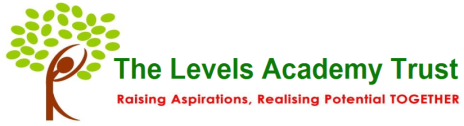 The Levels Academy Trust
Raising Aspirations, Realising Potential TOGETHER